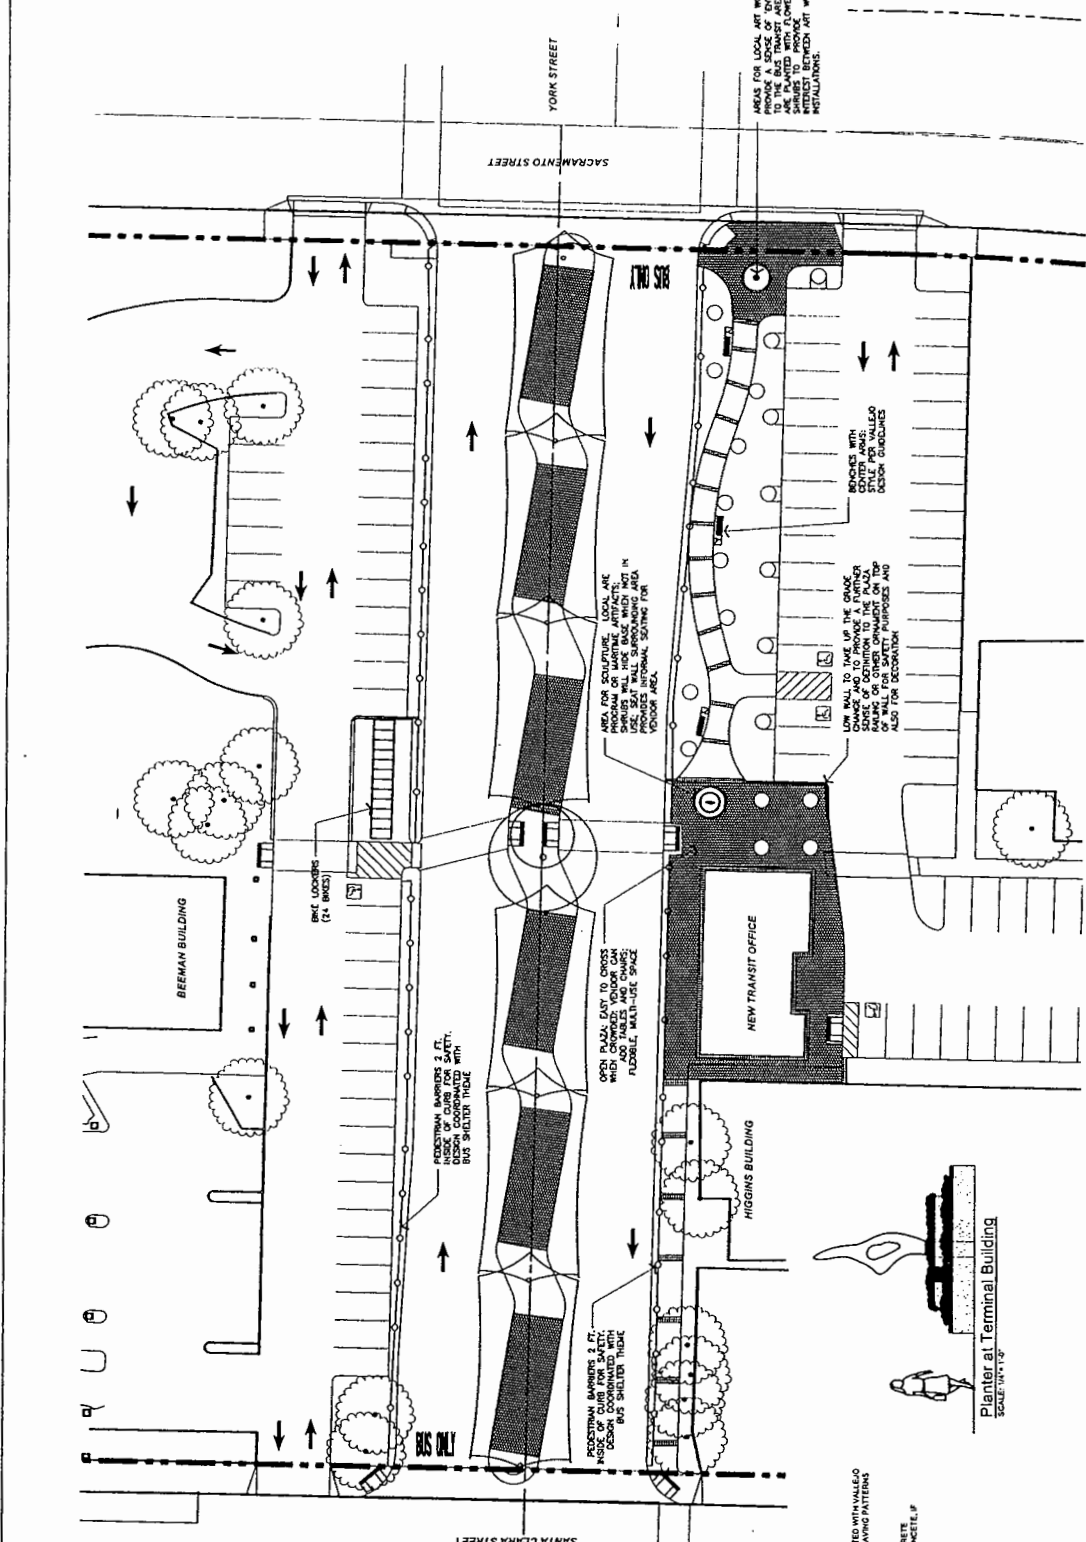 YORK STREET
SACRAMENTO STREET
AREAS FOR LOCAL ART
PROVIDE A SENSE OF
TO THE BUS TRANSIT
ARE PLANTED WITH
SHRUBS TO PROVIDE
INTEREST BETWEEN ART
INSTALLATIONS.
BUS ONLY
BENCHES WITH
CENTER ARMS:
STYLE PER VALLEJO
DESIGN GUIDELINES
AREA FOR SCULPTURE, LOCAL ARE
PROGRAM OR MARITIME ARTIFACTS;
SHRUBS WILL HIDE BASE WHEN NOT IN
USE; SEAT WALL SURROUNDING AREA
PROVIDES INFORMAL SEATING FOR
VENDOR AREA.
LOW WALL TO TAKE UP THE GRADE
CHANGE AND TO PROVIDE A FURTHER
SENSE OF DEFINITION TO THE PLAZA
RAILING OR OTHER ORNAMENT ON TOP
OF WALL FOR SAFETY PURPOSES AND
ALSO FOR DECORATION
BIKE LOCKERS
(24 BIKES)
BEEMAN BUILDING
OPEN PLAZA: EASY TO CROSS
WHEN CROWDED; VENDOR CAN
ADD TABLES AND CHAIRS;
FLEXIBLE, MULTI-USE SPACE
NEW TRANSIT OFFICE
PEDESTRIAN BARRIERS 2 FT.
INSIDE OF CURB FOR SAFETY.
DESIGN COORDINATED WITH
BUS SHELTER THEME
HIGGINS BUILDING
PEDESTRIAN BARRIERS 2 FT.
INSIDE OF CURB FOR SAFETY.
DESIGN COORDINATED WITH
BUS SHELTER THEME
BUS ONLY
Planter at Terminal Building
SCALE: 1/4" = 1'-0"
SANTA CLARA STREET
WITH VALLEJO
PATTERNS